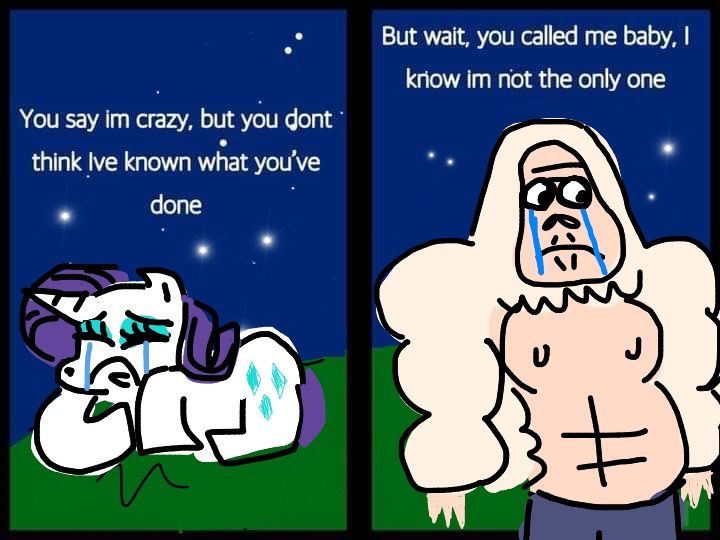 You say im crazy, but you dont
think Ive known what you've
done
But wait, you called me baby, I
know im not the only one